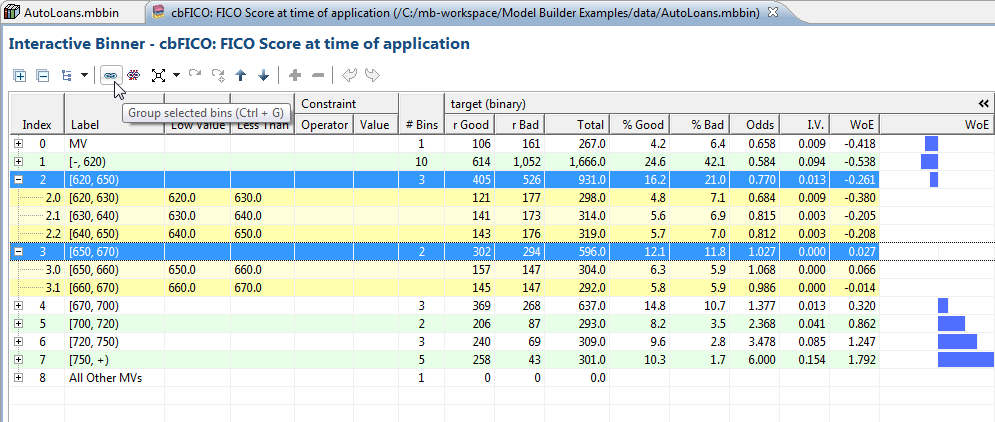 AutoLoans.mbbin cbFICO: FICO Score at time of application (/C:/mb-workspace/Model Builder Examples/data/AutoLoans.mbbin)
Interactive Binner - cbFICO: FICO Score at time of application
Group selected bins (Ctrl + G)
Constraint target (binary)
Index Label Low Value Less Than Operator Value # Bins r Good r Bad Total % Good % Bad Odds I.V. WoE WoE
0 MV 1 106 161 267.0 4.2 6.4 0.658 0.009 -0.418
1 [-, 620) 10 614 1,052 1,666.0 24.6 42.1 0.584 0.094 -0.538
2 [620, 650) 3 405 526 931.0 16.2 21.0 0.770 0.013 -0.261
2.0 [620, 630) 620.0 630.0 121 177 298.0 4.8 7.1 0.684 0.009 -0.380
2.1 [630, 640) 630.0 640.0 141 173 314.0 5.6 6.9 0.815 0.003 -0.205
2.2 [640, 650) 640.0 650.0 143 176 319.0 5.7 7.0 0.812 0.003 -0.208
3 [650, 670) 2 302 294 596.0 12.1 11.8 1.027 0.000 0.027
3.0 [650, 660) 650.0 660.0 157 147 304.0 6.3 5.9 1.068 0.000 0.066
3.1 [660, 670) 660.0 670.0 145 147 292.0 5.8 5.9 0.986 0.000 -0.014
4 [670, 700) 3 369 268 637.0 14.8 10.7 1.377 0.013 0.320
5 [700, 720) 2 206 87 293.0 8.2 3.5 2.368 0.041 0.862
6 [720, 750) 3 240 69 309.0 9.6 2.8 3.478 0.085 1.247
7 [750, +) 5 258 43 301.0 10.3 1.7 6.000 0.154 1.792
8 All Other MVs 1 0 0 0.0